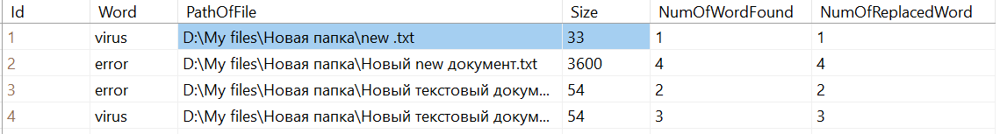 Id Word PathOfFile Size NumOfWordFound NumOfReplacedWord
1 virus D:\My files\Новая папка\new .txt 33 1 1
2 error D:\My files\Новая папка\Новый new документ.txt 3600 4 4
3 error D:\My files\Новая папка\Новый текстовый докум... 54 2 2
4 virus D:\My files\Новая папка\Новый текстовый докум... 54 3 3